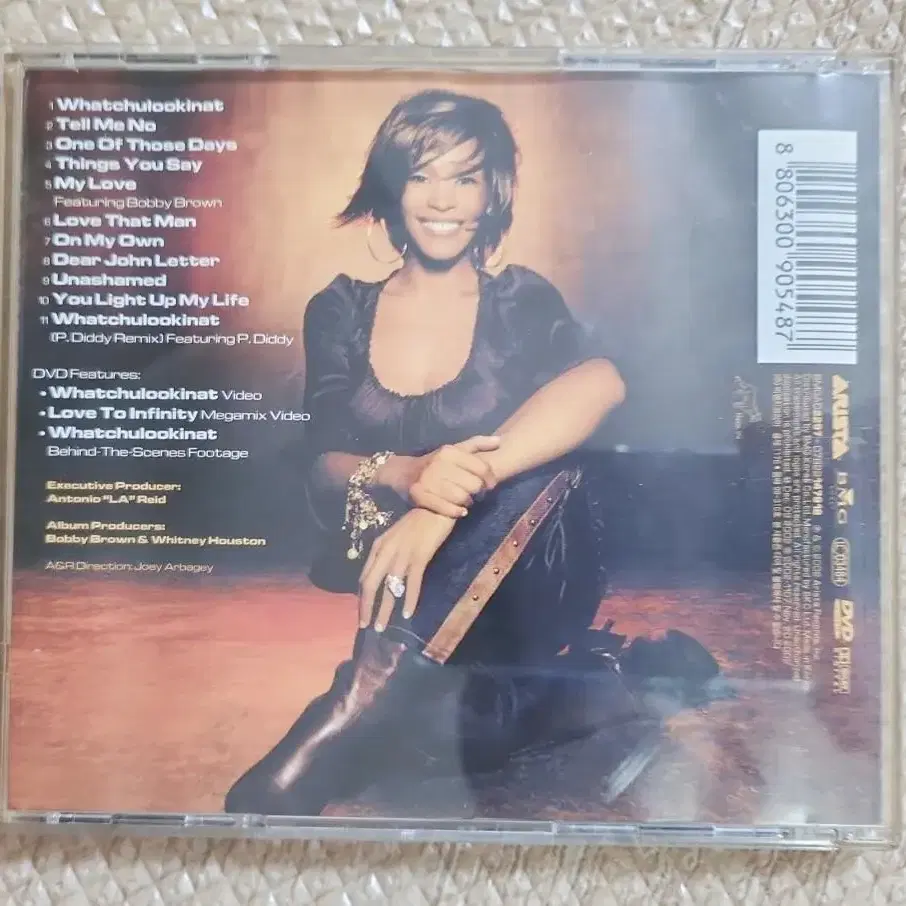 1 Whatchulookinat
2 Tell Me No
3 One Of Those Days
4 Things You Say
5 My Love
Featuring Bobby Brown
6 Love That Man
7 On My Own
8 Dear John Letter
9 Unashamed
10 You Light Up My Life
11 Whatchulookinat
(P. Diddy Remix) Featuring P. Diddy
DVD Features:
• Whatchulookinat Video
• Love To Infinity Megamix Video
• Whatchulookinat
Behind-The-Scenes Footage
Executive Producer:
Antonio "LA" Reid
Album Producers:
Bobby Brown & Whitney Houston
A&R Direction: Joey Arbagey
8 806300 905487
ARISTA
BMG
DVD